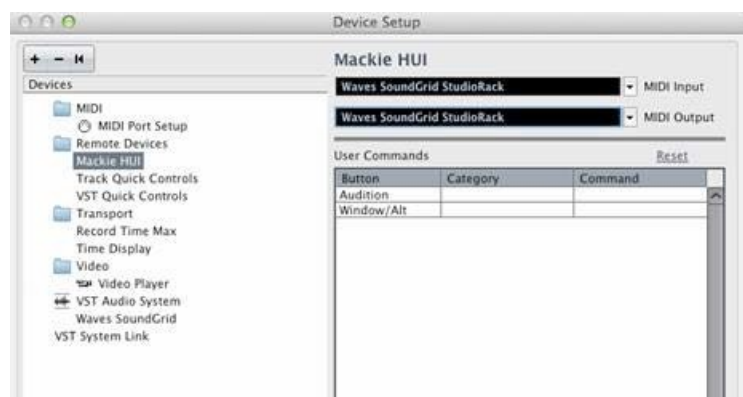 Device Setup
+ - 
Devices
MIDI
MIDI Port Setup
Remote Devices
Mackie HUI
Track Quick Controls
VST Quick Controls
Transport
Record Time Max
Time Display
Video
Video Player
VST Audio System
Waves SoundGrid
VST System Link
Mackie HUI
Waves SoundGrid StudioRack MIDI Input
Waves SoundGrid StudioRack MIDI Output
User Commands Reset
Button Category Command
Audition
Window/Alt